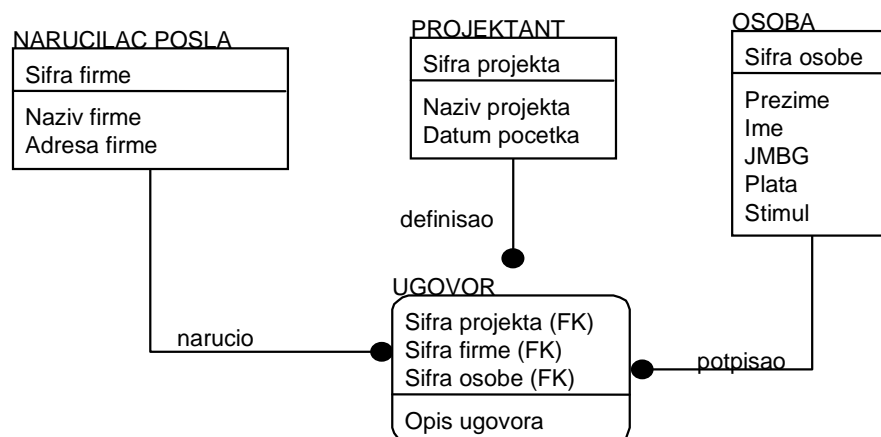 NARUCILAC POSLA
Sifra firme
Naziv firme
Adresa firme
PROJEKTANT
Sifra projekta
Naziv projekta
Datum pocetka
OSOBA
Sifra osobe
Prezime
Ime
JMBG
Plata
Stimul
definisao
narucio
potpisao
UGOVOR
Sifra projekta (FK)
Sifra firme (FK)
Sifra osobe (FK)
Opis ugovora